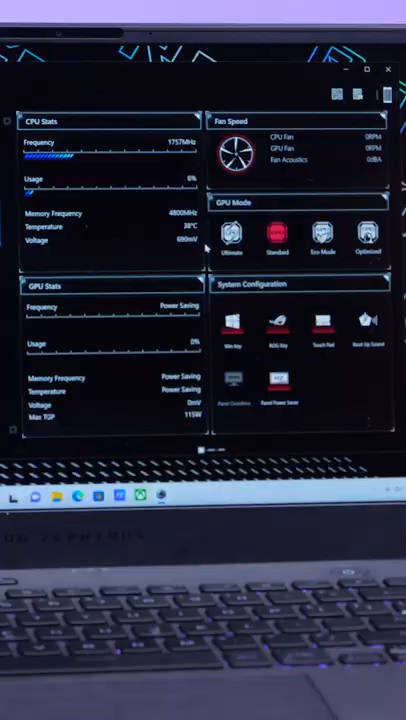 CPU Stats
Frequency 1757MHz
Usage 6%
Memory Frequency 4800MHz
Temperature 38°C
Voltage 690mV
GPU Stats
Frequency Power Saving
Usage 0%
Memory Frequency Power Saving
Temperature Power Saving
Voltage 0mV
Max TGP 115W
Fan Speed
CPU Fan 0RPM
GPU Fan 0RPM
Fan Acoustics 0dBA
GPU Mode
Ultimate Standard Eco Mode Optimized
System Configuration
Win Key ROG Key Touch Pad Boot Up Sound
Panel Overdrive Panel Power Saver
ROG ZEPHYRUS